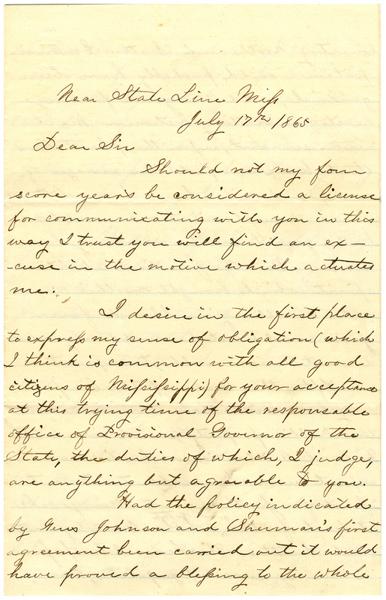 Near State Line Miss
July 17th 1865
Dear Sir
Should not my four
score years be considered a license
for communicating with you in this
way I trust you will find an ex-
-cuse in the motive which actuates
me.
I desire in the first place
to express my sense of obligation (which
I think is common with all good
citizens of Mississippi) for your acceptance
at this trying time of the responsable
office of Provisional Governor of the
State, the duties of which, I judge,
are anything but agreeable to you.
Had the policy indicated
by Genls Johnson and Sherman's first
agreement been carried out it would
have proved a blessing to the whole